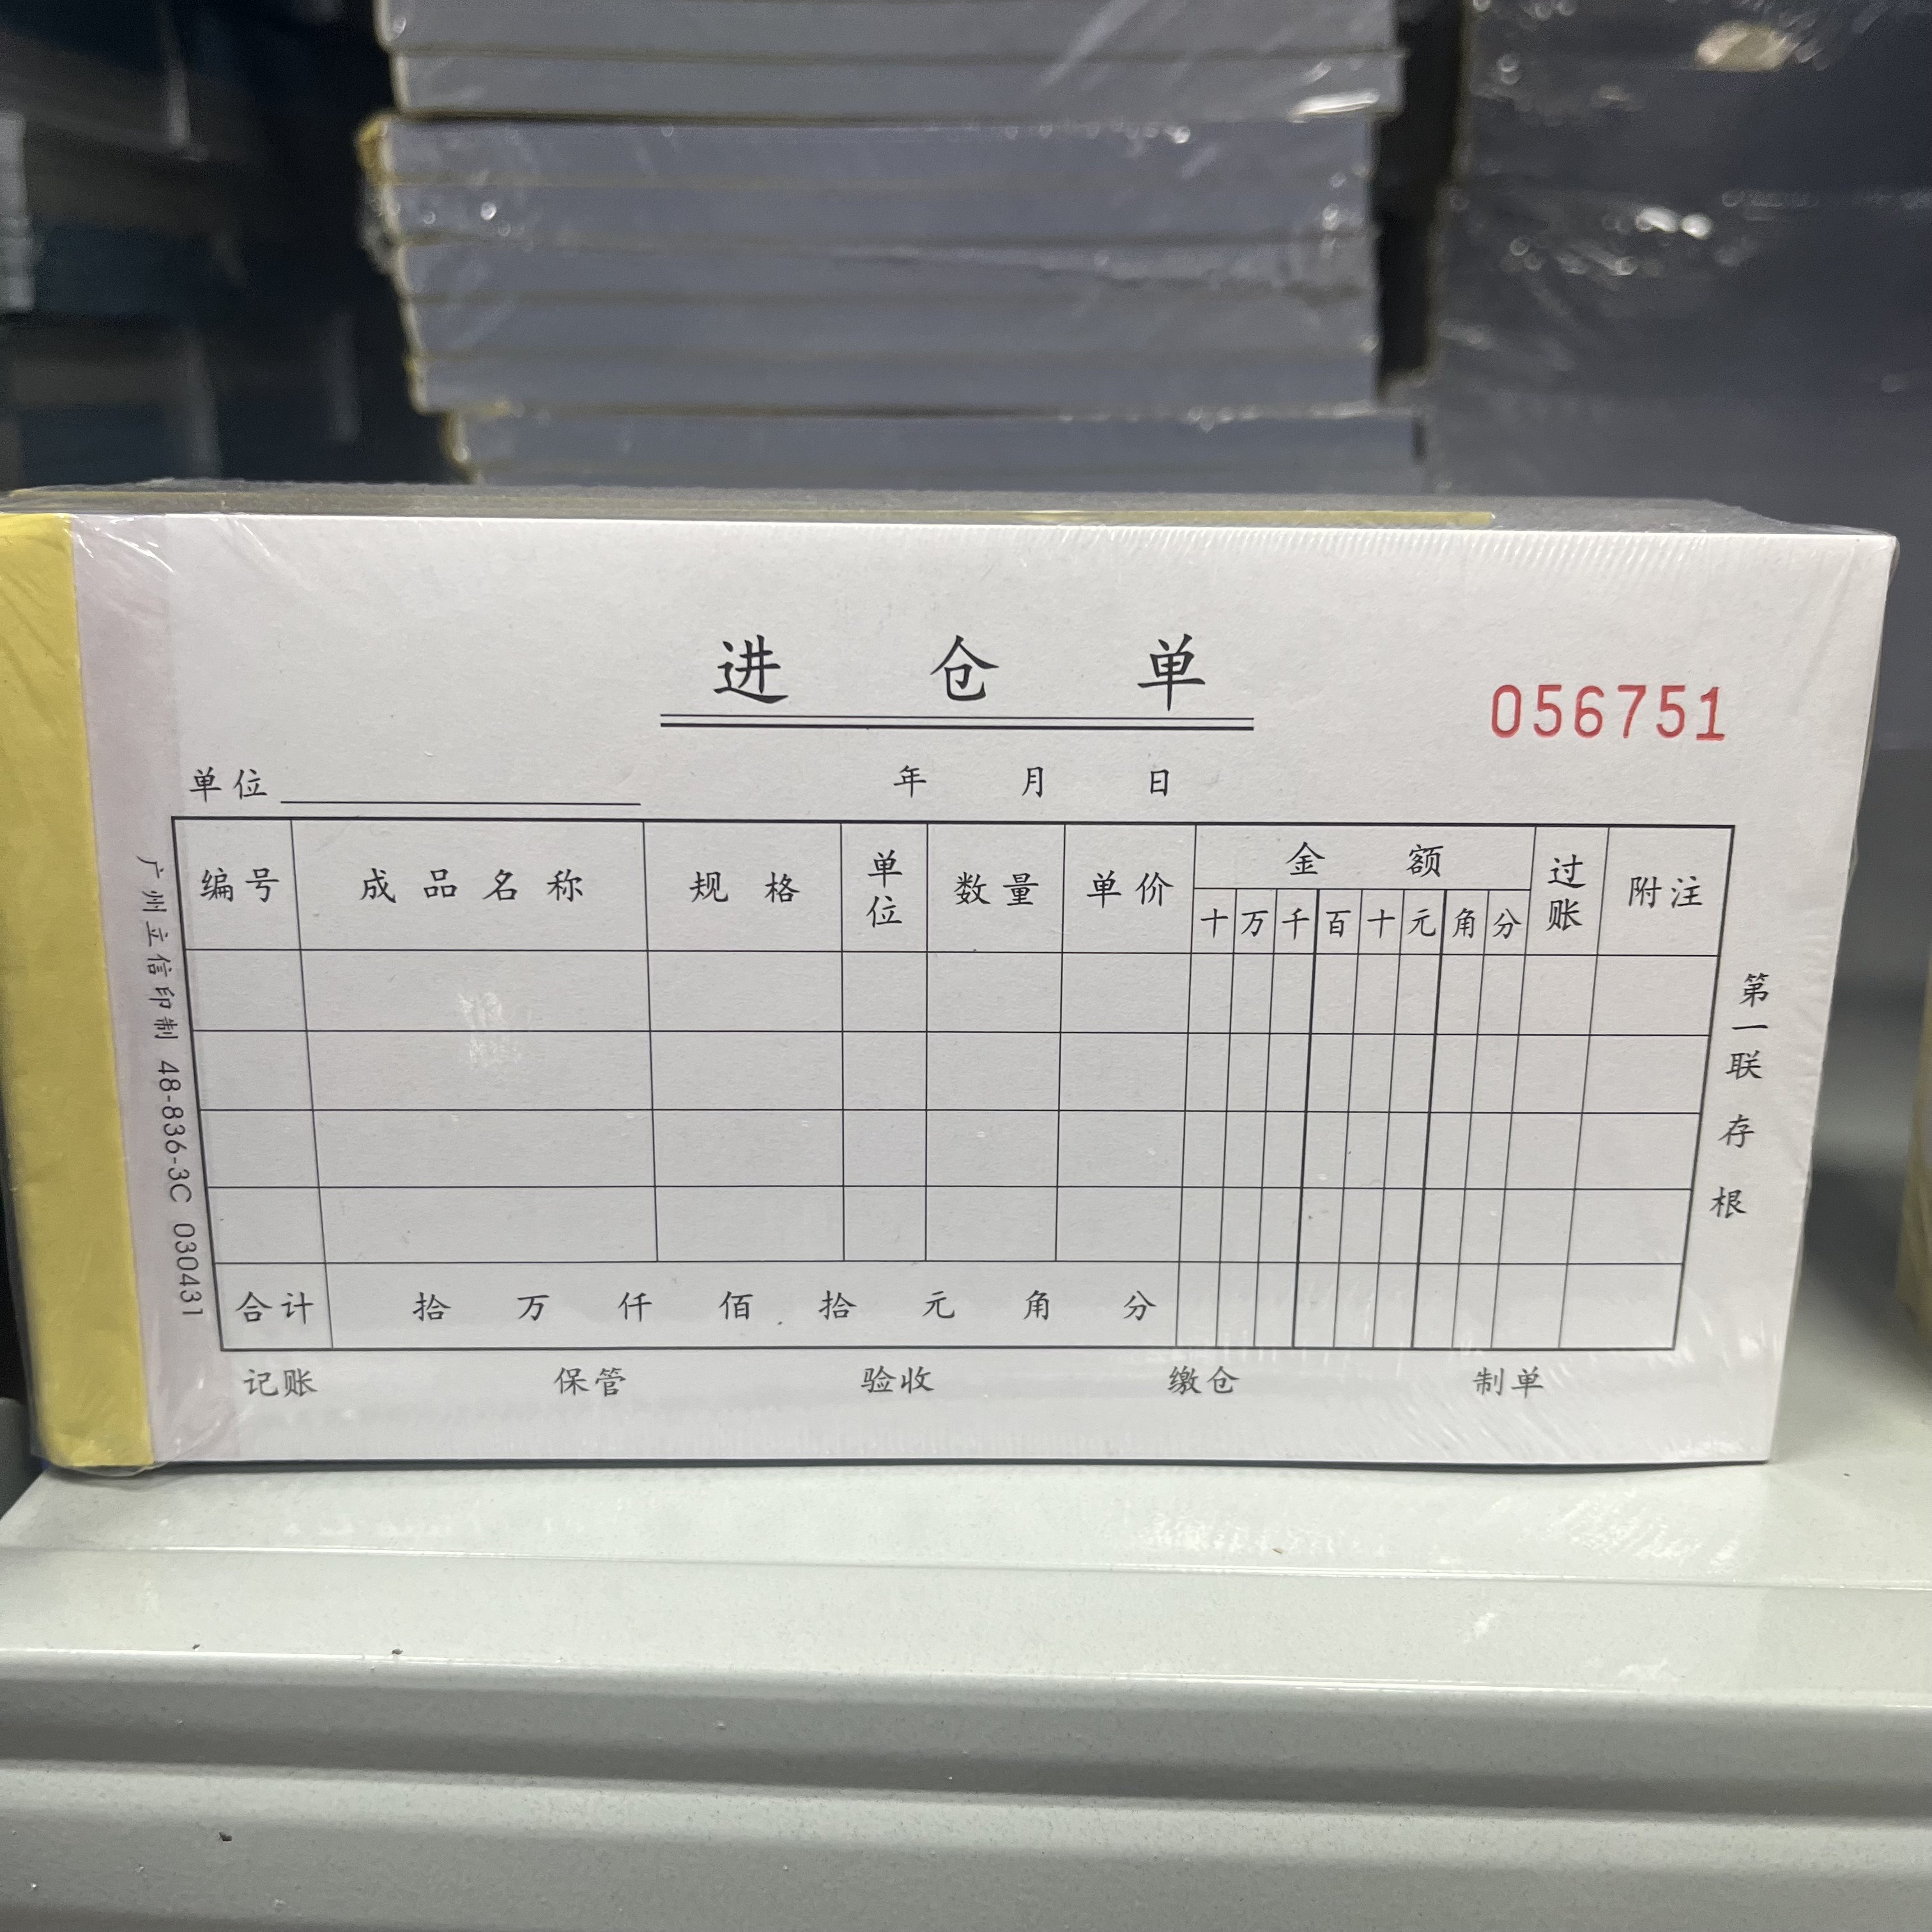 进 仓 单
056751
单位 年 月 日
编号 成品名称 规格 单位 数量 单价 金额 过账 附注
十 万 千 百 十 元 角 分
合计 拾 万 仟 佰 拾 元 角 分
记账 保管 验收 缴仓 制单
第一联 存根
广州立信印制 48-836-3C 030431